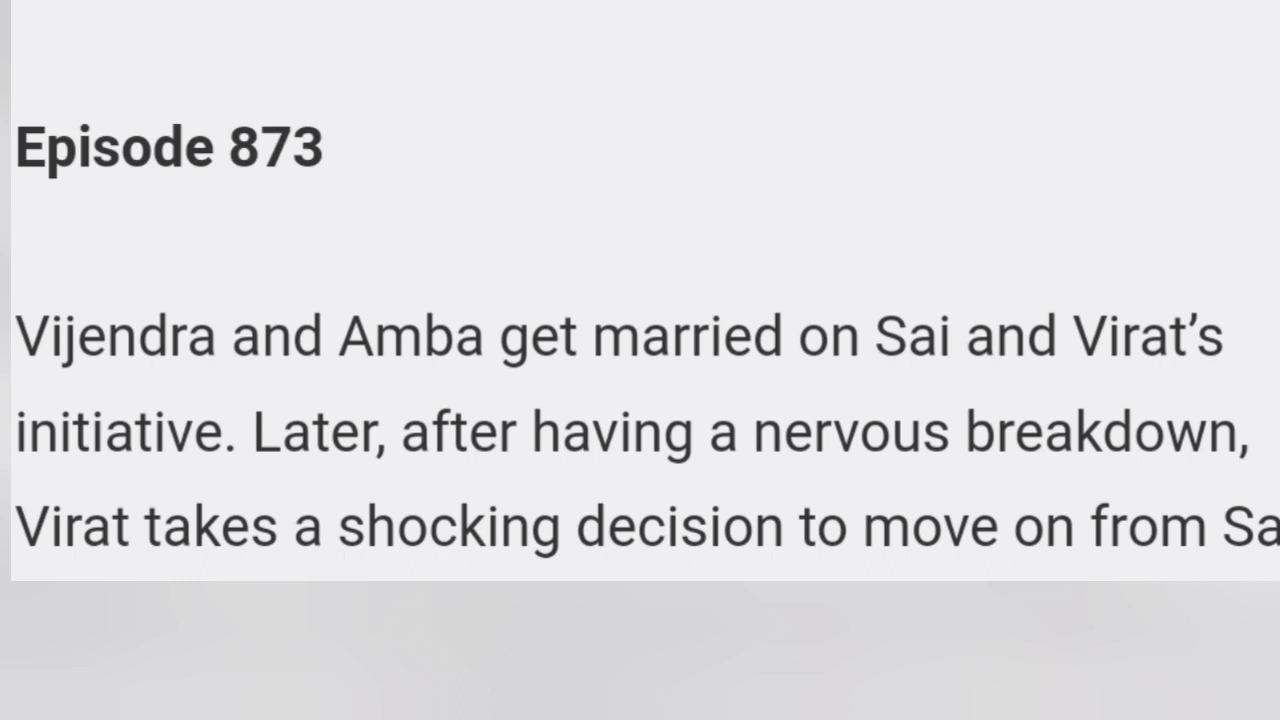 Episode 873
Vijendra and Amba get married on Sai and Virat’s
initiative. Later, after having a nervous breakdown,
Virat takes a shocking decision to move on from Sa